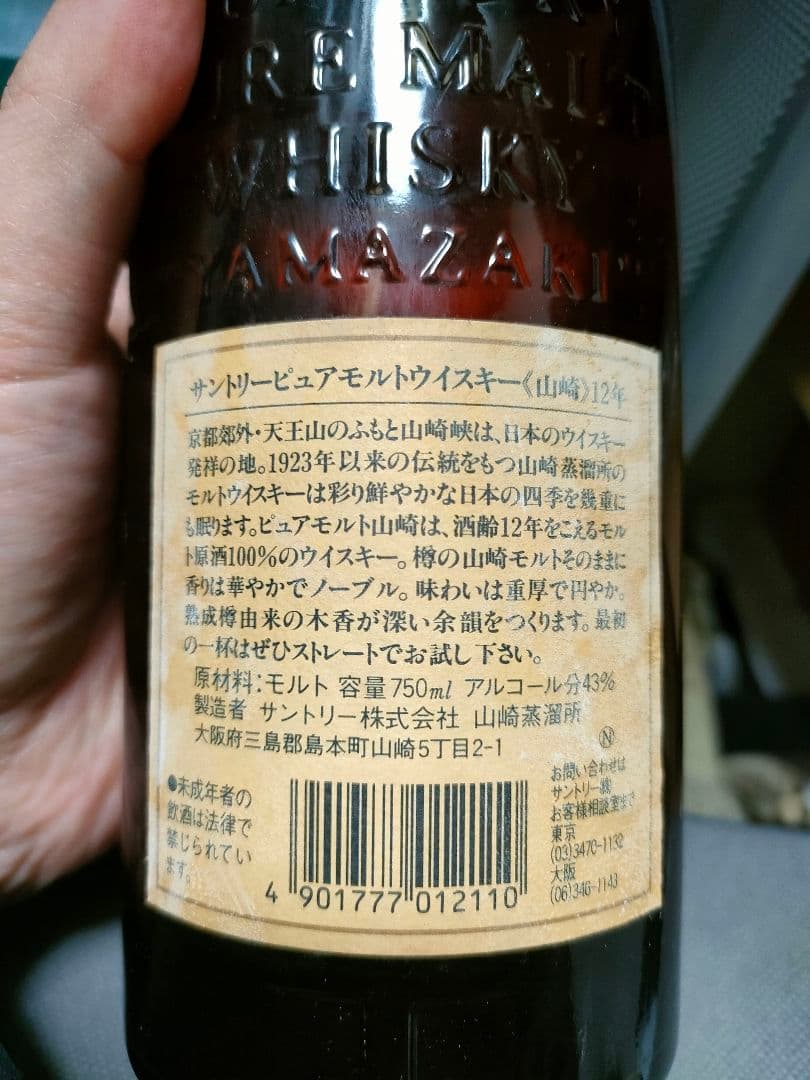 PURE MALT
WHISKY
YAMAZAKI
サントリーピュアモルトウイスキー《山崎》12年
京都郊外・天王山のふもと山崎峡は、日本のウイスキー
発祥の地。1923年以来の伝統をもつ山崎蒸溜所の
モルトウイスキーは彩り鮮やかな日本の四季を幾重に
も眠ります。ピュアモルト山崎は、酒齢12年をこえるモル
ト原酒100%のウイスキー。樽の山崎モルトそのままに
香りは華やかでノーブル。味わいは重厚で円やか。
熟成樽由来の木香が深い余韻をつくります。最初
の一杯はぜひストレートでお試し下さい。
原材料:モルト 容量750ml アルコール分43%
製造者 サントリー株式会社 山崎蒸溜所
大阪府三島郡島本町山崎5丁目2-1
N
●未成年者の
飲酒は法律で
禁じられてい
ます。
4 901777 012110
お問い合わせは
サントリー㈱
お客様相談室まで
東京
(03)3470-1132
大阪
(06)346-1143